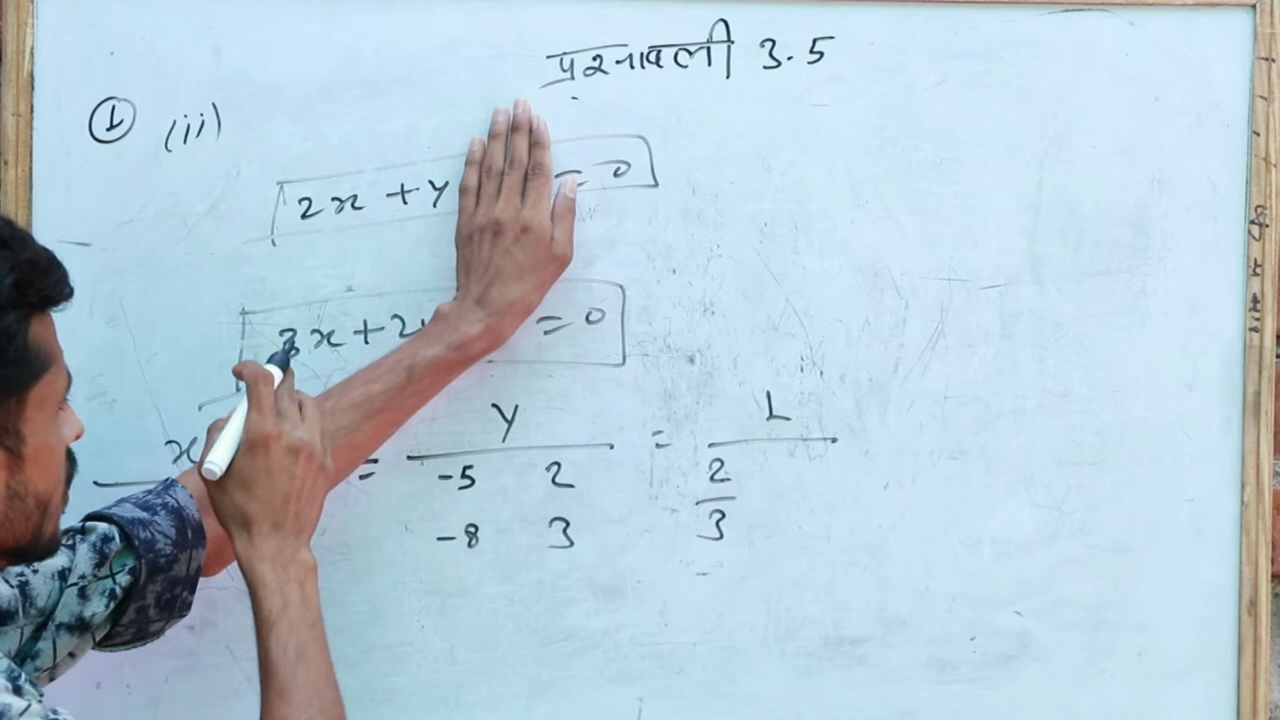 प्रश्नावली 3.5
① (ii)
2x + y = 0
3x + 2 = 0
x = y = 1
-5 2 2
-8 3 3